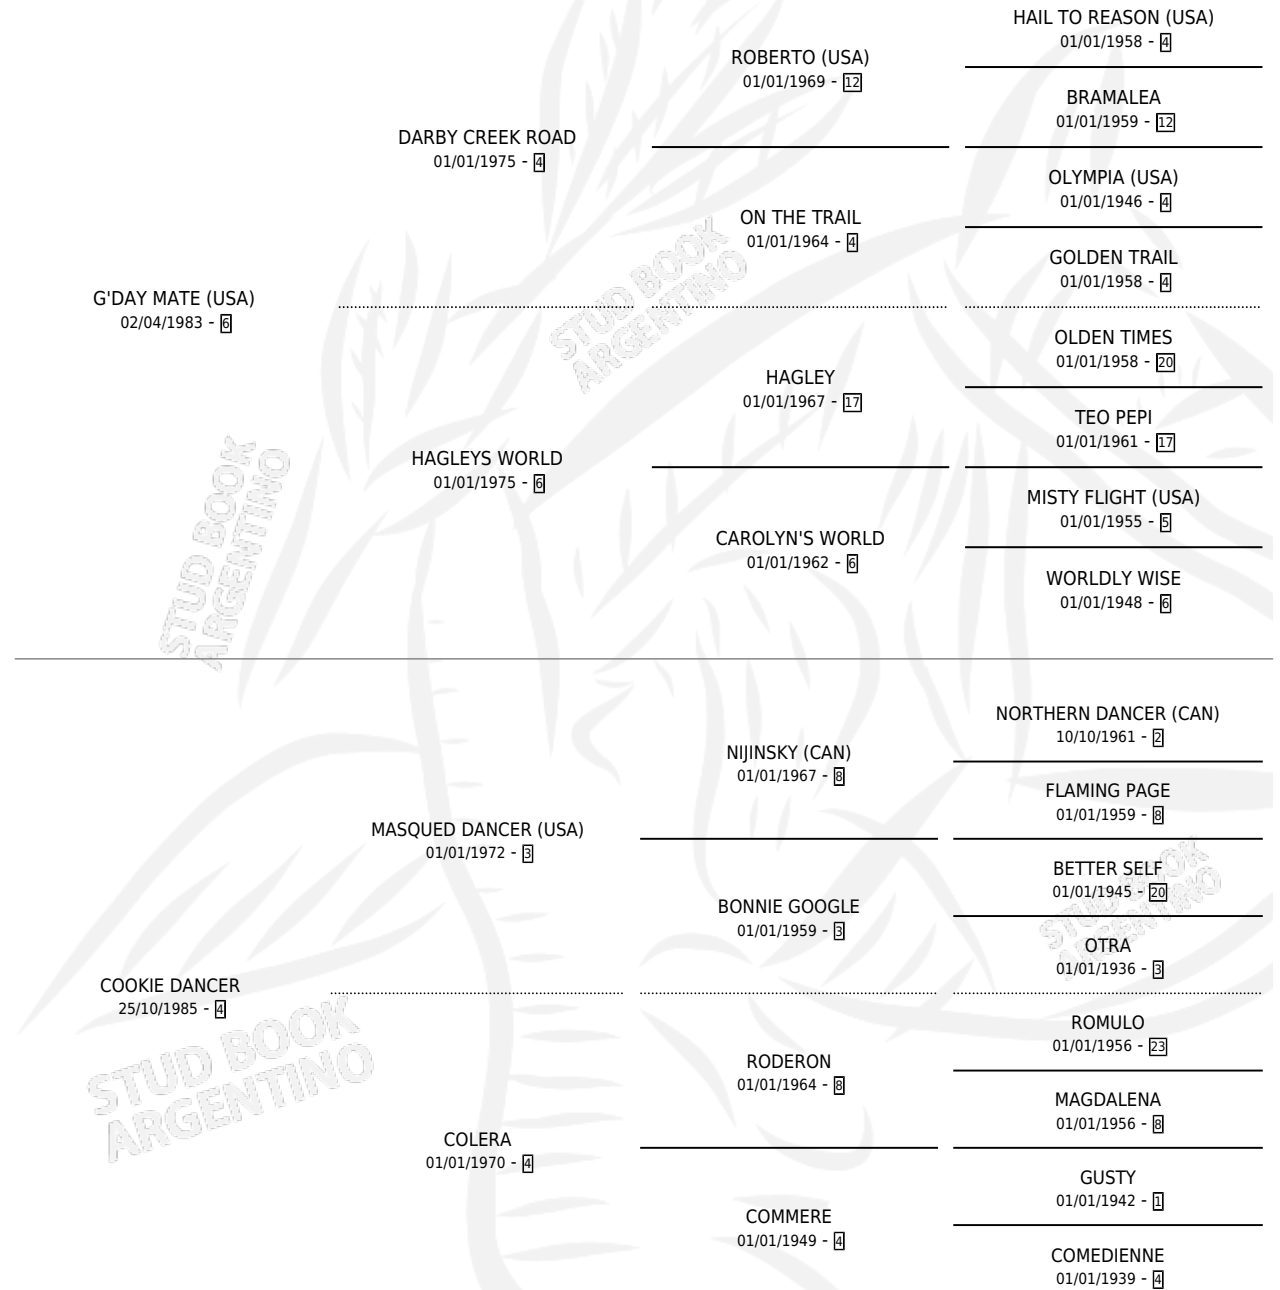 HAIL TO REASON (USA)
01/01/1958 - 4
ROBERTO (USA)
01/01/1969 - 12
BRAMALEA
01/01/1959 - 12
DARBY CREEK ROAD
01/01/1975 - 4
OLYMPIA (USA)
01/01/1946 - 4
ON THE TRAIL
01/01/1964 - 4
GOLDEN TRAIL
01/01/1958 - 4
G'DAY MATE (USA)
02/04/1983 - 6
OLDEN TIMES
01/01/1958 - 20
HAGLEY
01/01/1967 - 17
TEO PEPI
01/01/1961 - 17
HAGLEYS WORLD
01/01/1975 - 6
MISTY FLIGHT (USA)
01/01/1955 - 5
CAROLYN'S WORLD
01/01/1962 - 6
WORLDLY WISE
01/01/1948 - 6
STUD BOOK
ARGENTINO
STUD BOOK
ARGENTINO
NORTHERN DANCER (CAN)
10/10/1961 - 2
NIJINSKY (CAN)
01/01/1967 - 8
FLAMING PAGE
01/01/1959 - 8
MASQUED DANCER (USA)
01/01/1972 - 3
BETTER SELF
01/01/1945 - 20
BONNIE GOOGLE
01/01/1959 - 3
OTRA
01/01/1936 - 3
COOKIE DANCER
25/10/1985 - 4
ROMULO
01/01/1956 - 23
RODERON
01/01/1964 - 8
MAGDALENA
01/01/1956 - 8
COLERA
01/01/1970 - 4
GUSTY
01/01/1942 - 1
COMMERE
01/01/1949 - 4
COMEDIENNE
01/01/1939 - 4
STUD BOOK
ARGENTINO
STUD BOOK
ARGENTINO